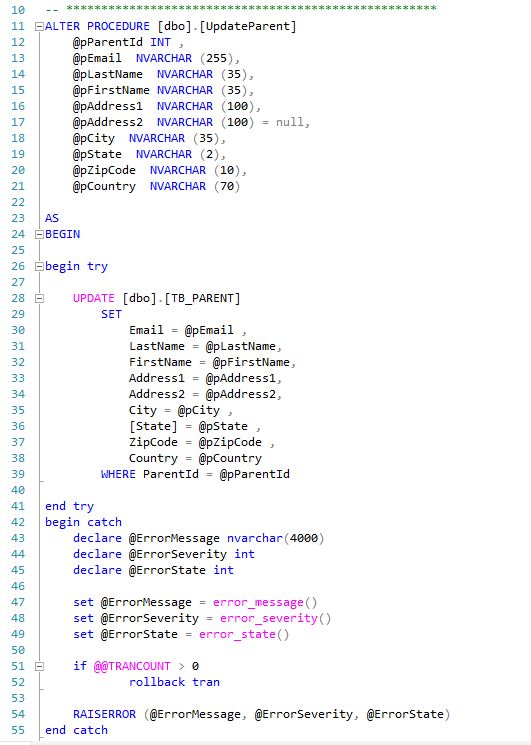 10 -- *****************************************************
11 ALTER PROCEDURE [dbo].[UpdateParent]
12 @pParentId INT ,
13 @pEmail NVARCHAR (255),
14 @pLastName NVARCHAR (35),
15 @pFirstName NVARCHAR (35),
16 @pAddress1 NVARCHAR (100),
17 @pAddress2 NVARCHAR (100) = null,
18 @pCity NVARCHAR (35),
19 @pState NVARCHAR (2),
20 @pZipCode NVARCHAR (10),
21 @pCountry NVARCHAR (70)
22
23 AS
24 BEGIN
25
26 begin try
27
28 UPDATE [dbo].[TB_PARENT]
29 SET
30 Email = @pEmail ,
31 LastName = @pLastName,
32 FirstName = @pFirstName,
33 Address1 = @pAddress1,
34 Address2 = @pAddress2,
35 City = @pCity ,
36 [State] = @pState ,
37 ZipCode = @pZipCode ,
38 Country = @pCountry
39 WHERE ParentId = @pParentId
40
41 end try
42 begin catch
43 declare @ErrorMessage nvarchar(4000)
44 declare @ErrorSeverity int
45 declare @ErrorState int
46
47 set @ErrorMessage = error_message()
48 set @ErrorSeverity = error_severity()
49 set @ErrorState = error_state()
50
51 if @@TRANCOUNT > 0
52 rollback tran
53
54 RAISERROR (@ErrorMessage, @ErrorSeverity, @ErrorState)
55 end catch